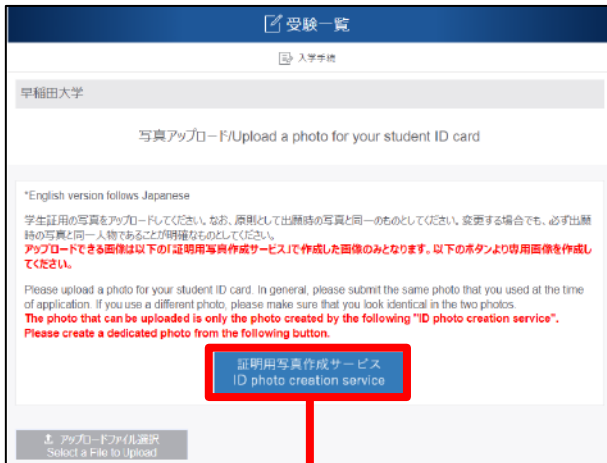 受験一覧
入学手続
早稲田大学
写真アップロード/Upload a photo for your student ID card
*English version follows Japanese
学生証用の写真をアップロードしてください。なお、原則として出願時の写真と同一のものとしてください。変更する場合でも、必ず出願
時の写真と同一人物であることが明確なものとしてください。
アップロードできる画像は以下の「証明用写真作成サービス」で作成した画像のみとなります。以下のボタンより専用画像を作成し
てください。
Please upload a photo for your student ID card. In general, please submit the same photo that you used at the time
of application. If you use a different photo, please make sure that you look identical in the two photos.
The photo that can be uploaded is only the photo created by the following "ID photo creation service".
Please create a dedicated photo from the following button.
証明用写真作成サービス
ID photo creation service
アップロードファイル選択
Select a File to Upload